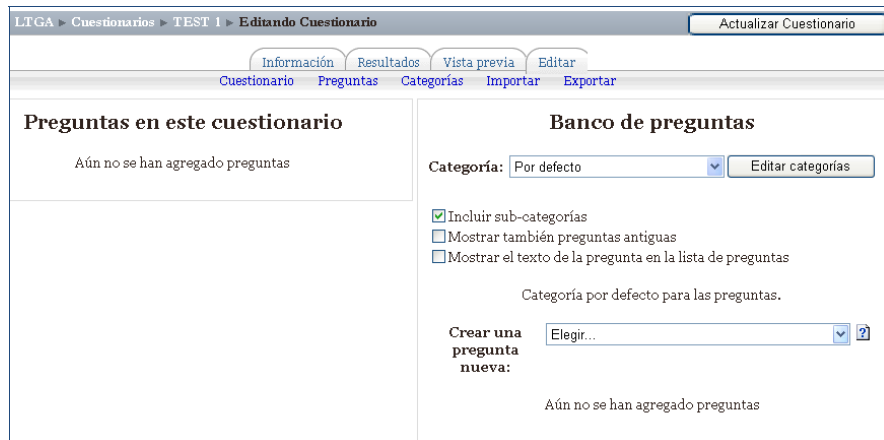 LTGA ► Cuestionarios ► TEST 1 ► Editando Cuestionario
Actualizar Cuestionario
Información Resultados Vista previa Editar
Cuestionario Preguntas Categorías Importar Exportar
Preguntas en este cuestionario
Aún no se han agregado preguntas
Banco de preguntas
Categoría: Por defecto Editar categorías
Incluir sub-categorías
Mostrar también preguntas antiguas
Mostrar el texto de la pregunta en la lista de preguntas
Categoría por defecto para las preguntas.
Crear una
pregunta
nueva:
Elegir... ?
Aún no se han agregado preguntas